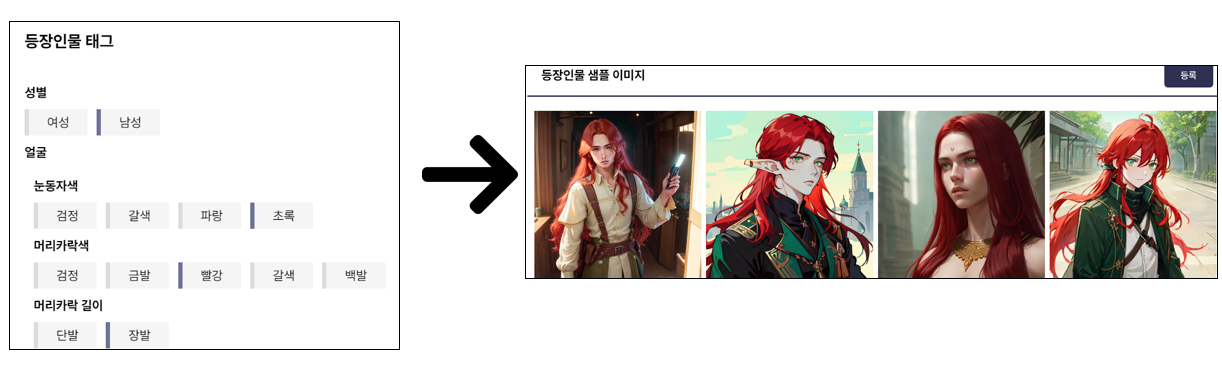 등장인물 태그
성별
여성 남성
얼굴
눈동자색
검정 갈색 파랑 초록
머리카락색
검정 금발 빨강 갈색 백발
머리카락 길이
단발 장발
등장인물 샘플 이미지
등록